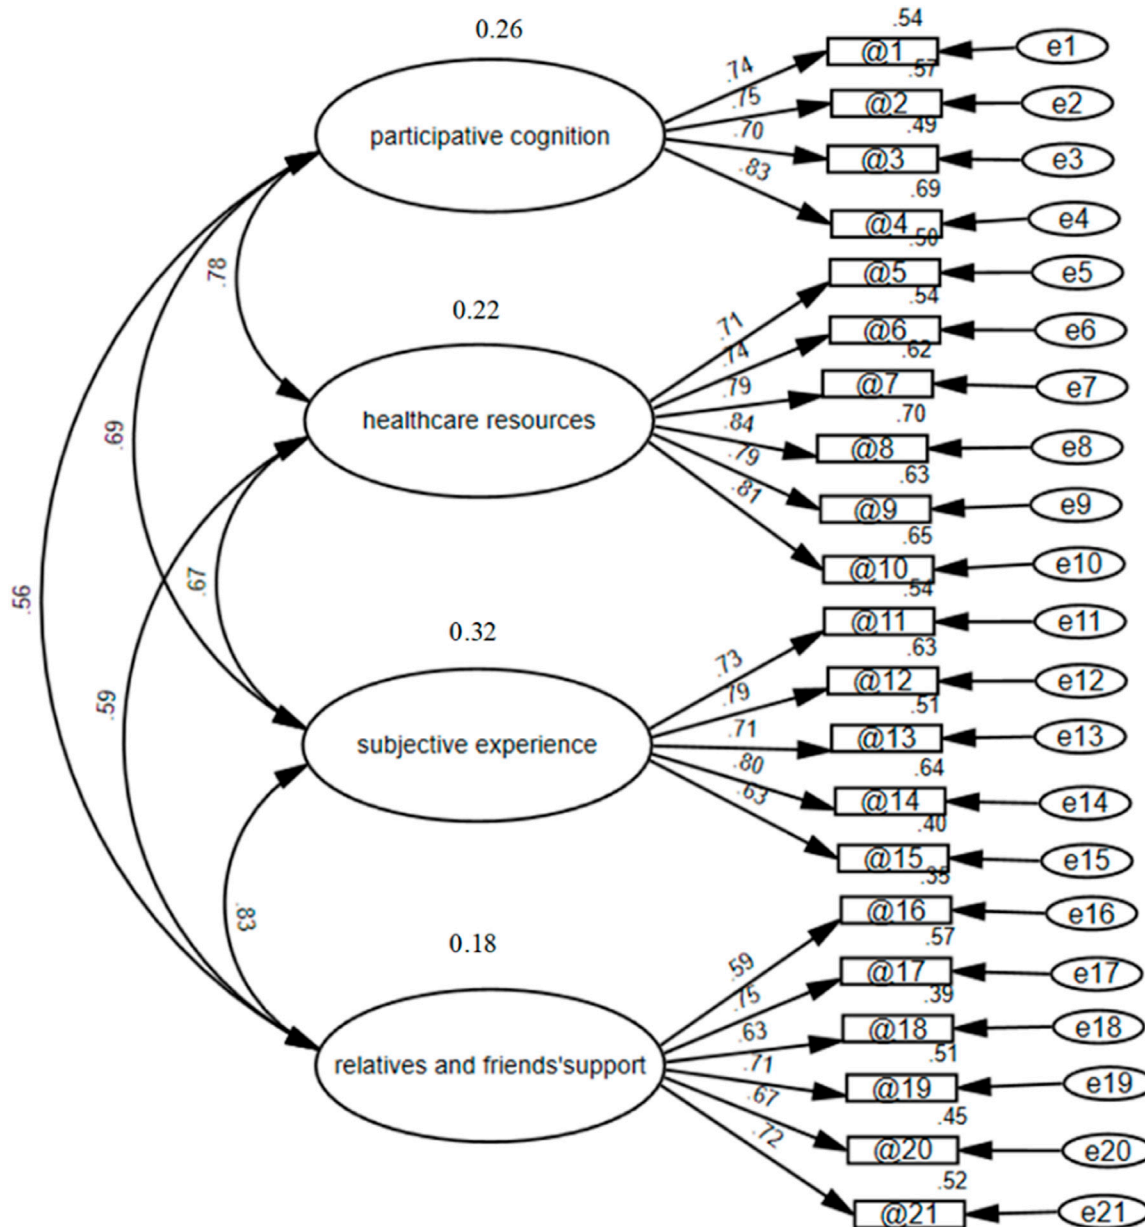 0.26
participative cognition
.74
.75
.70
.83
.54
@1
e1
.57
@2
e2
.49
@3
e3
.69
@4
e4
.78
.69
.56
0.22
healthcare resources
.71
.74
.79
.84
.79
.81
.50
@5
e5
.54
@6
e6
.62
@7
e7
.70
@8
e8
.63
@9
e9
.65
@10
e10
.67
.59
0.32
subjective experience
.73
.79
.71
.80
.63
.54
@11
e11
.63
@12
e12
.51
@13
e13
.64
@14
e14
.40
@15
e15
.83
0.18
relatives and friends'support
.59
.75
.63
.71
.67
.72
.35
@16
e16
.57
@17
e17
.39
@18
e18
.51
@19
e19
.45
@20
e20
.52
@21
e21